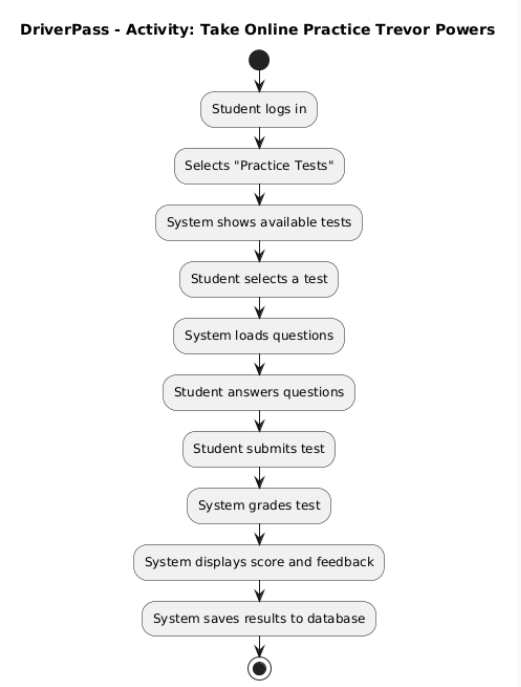 DriverPass - Activity: Take Online Practice Trevor Powers
Student logs in
Selects "Practice Tests"
System shows available tests
Student selects a test
System loads questions
Student answers questions
Student submits test
System grades test
System displays score and feedback
System saves results to database